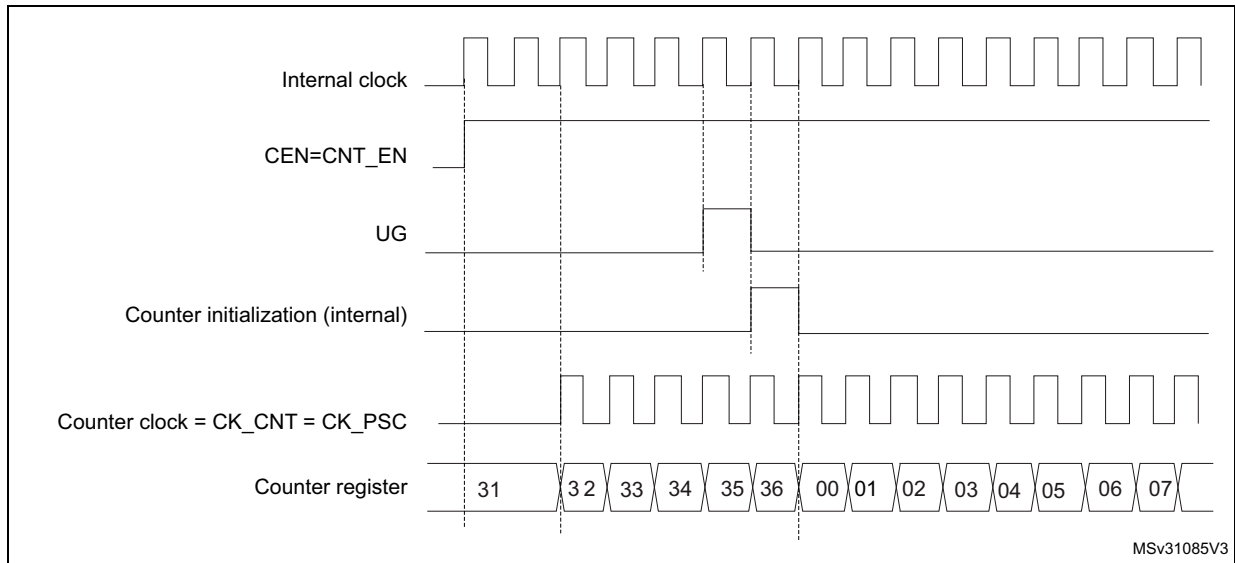 Internal clock
CEN=CNT_EN
UG
Counter initialization (internal)
Counter clock = CK_CNT = CK_PSC
Counter register 31 32 33 34 35 36 00 01 02 03 04 05 06 07
MSv31085V3